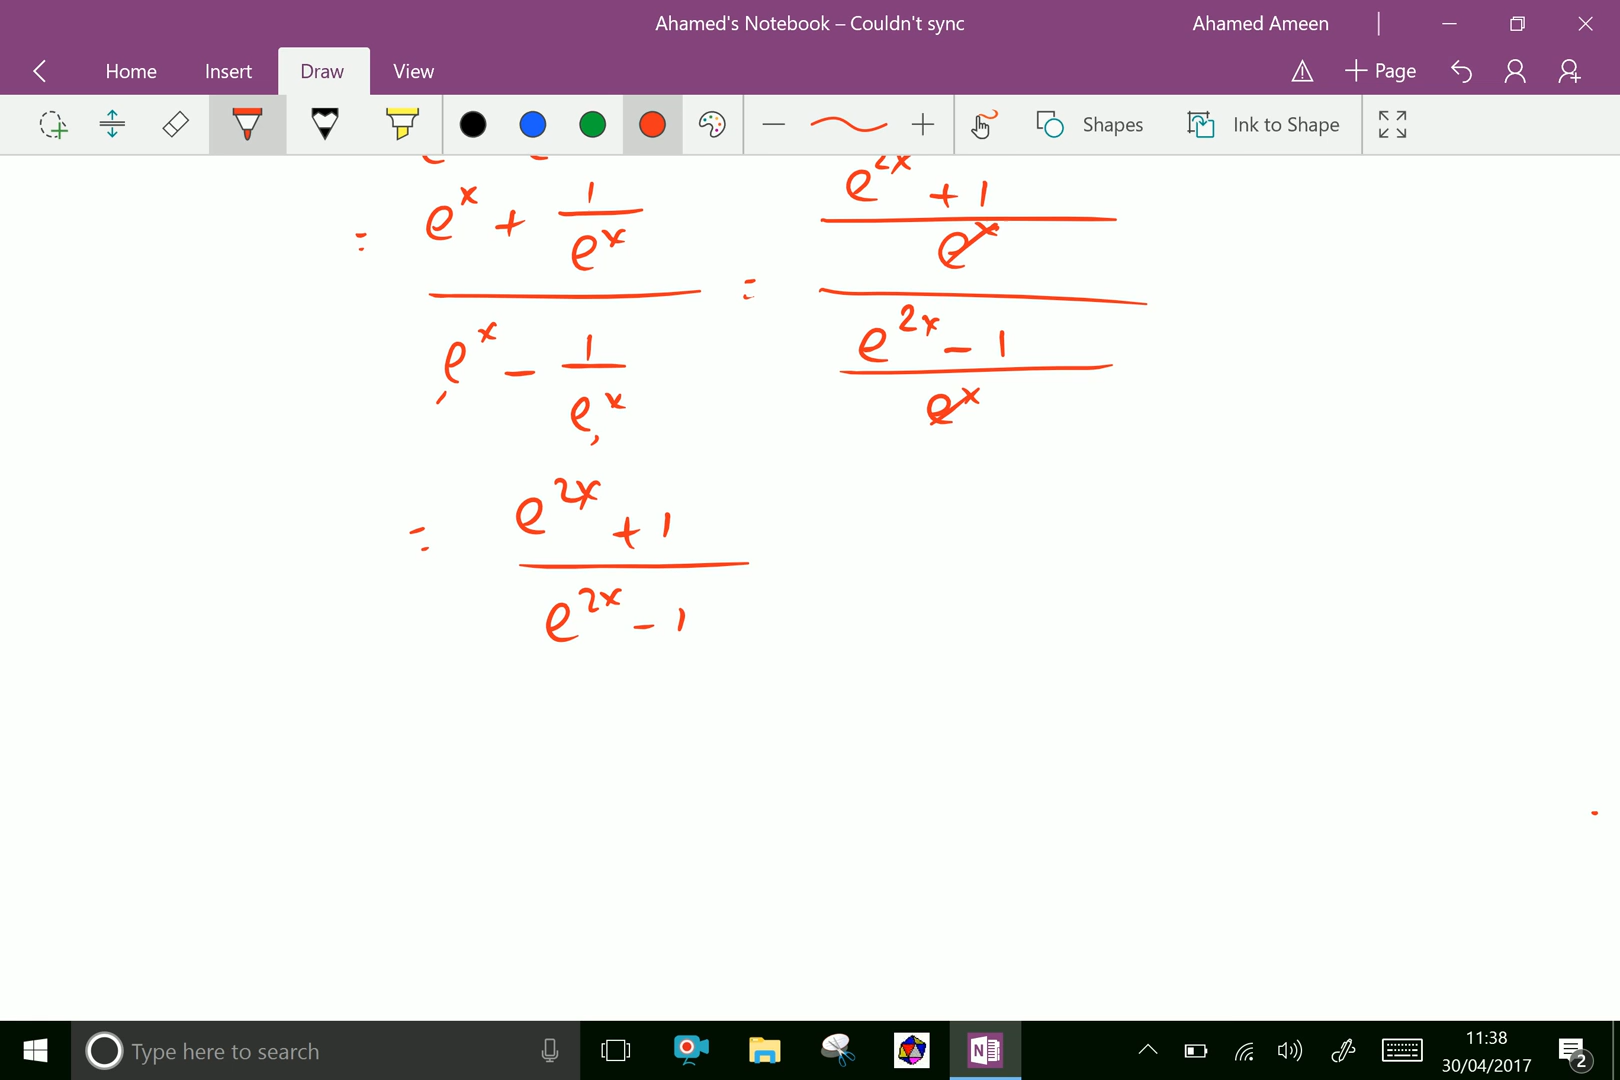 Ahamed's Notebook – Couldn't sync
Ahamed Ameen
Home Insert Draw View
Page
Shapes
Ink to Shape
= e^x + 1/e^x
e^x - 1/e^x
= e^2x + 1
e^x
e^2x - 1
e^x
= e^2x + 1
e^2x - 1
Type here to search
N
11:38
30/04/2017
2